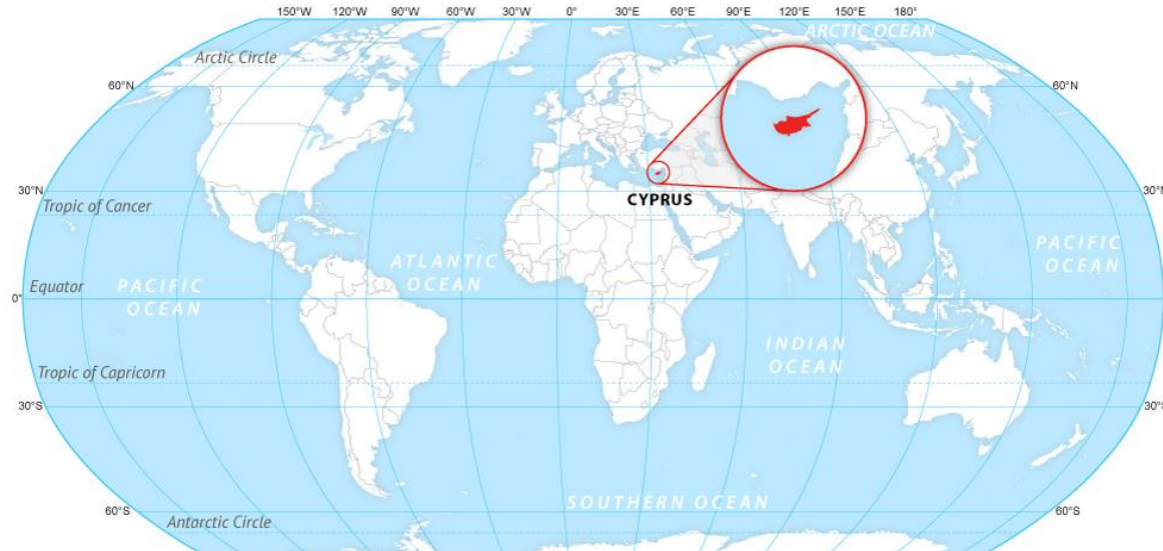 150°W 120°W 90°W 60°W 30°W 0° 30°E 60°E 90°E 120°E 150°E 180°
ARCTIC OCEAN
Arctic Circle
60°N 60°N
30°N 30°N
CYPRUS
Tropic of Cancer
PACIFIC
OCEAN
ATLANTIC
OCEAN
Equator
PACIFIC
OCEAN
0° 0°
INDIAN
OCEAN
Tropic of Capricorn
30°S 30°S
SOUTHERN OCEAN
60°S 60°S
Antarctic Circle